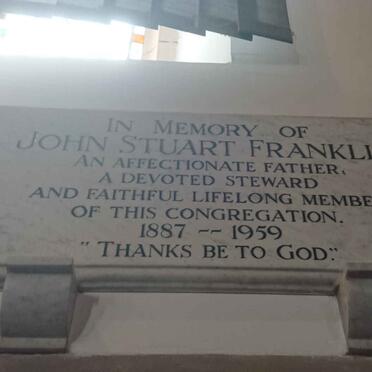 IN MEMORY OF
JOHN STUART FRANKLI
AN AFFECTIONATE FATHER,
A DEVOTED STEWARD
AND FAITHFUL LIFELONG MEMBE
OF THIS CONGREGATION.
1887 -- 1959
"THANKS BE TO GOD".